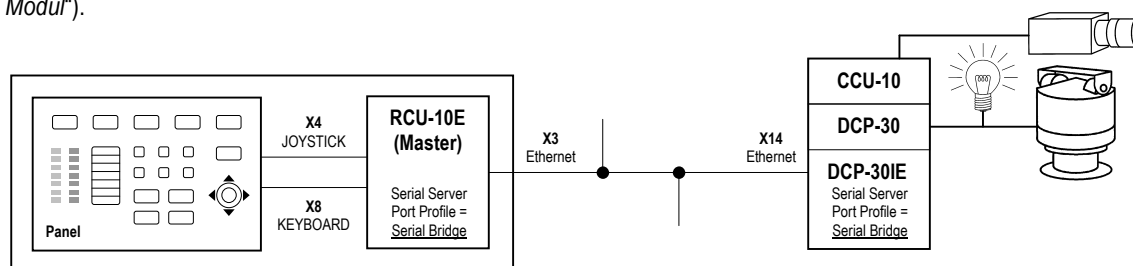 Modul“).
Panel
X4
JOYSTICK
X8
KEYBOARD
RCU-10E
(Master)
Serial Server
Port Profile =
Serial Bridge
X3
Ethernet
X14
Ethernet
CCU-10
DCP-30
DCP-30IE
Serial Server
Port Profile =
Serial Bridge